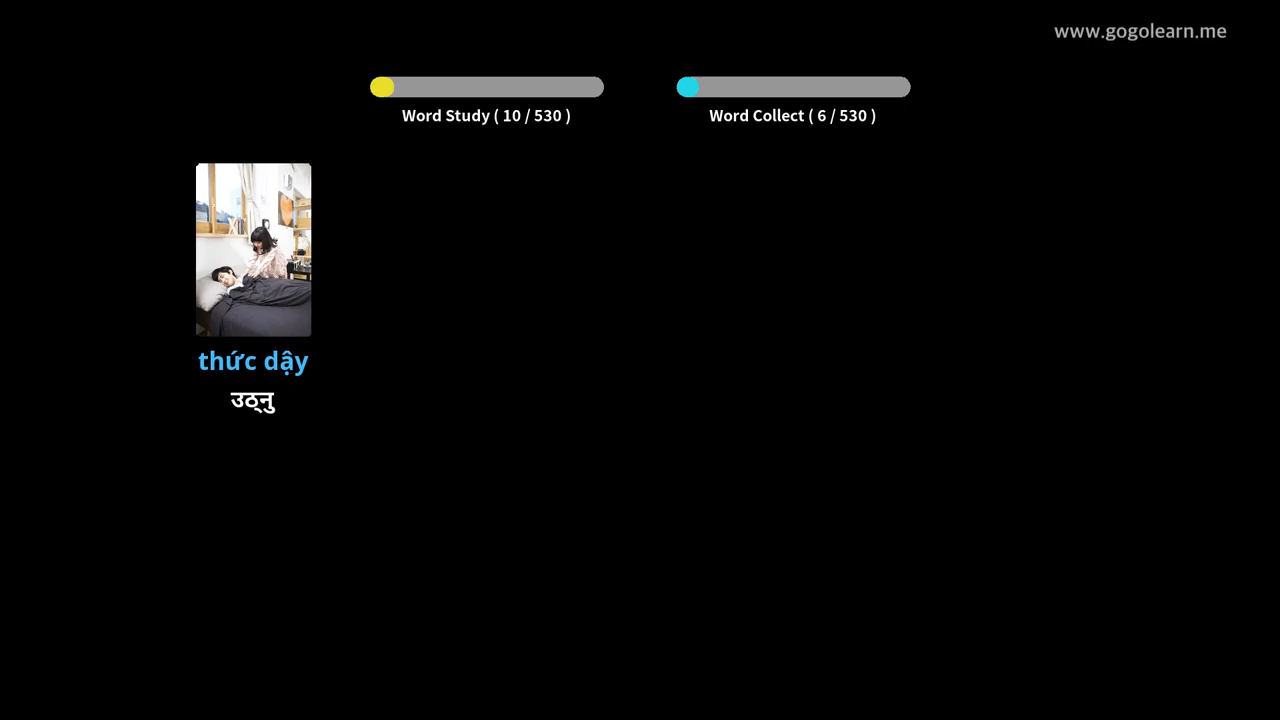 www.gogolearn.me
Word Study ( 10 / 530 )
Word Collect ( 6 / 530 )
thức dậy
उठ्नु